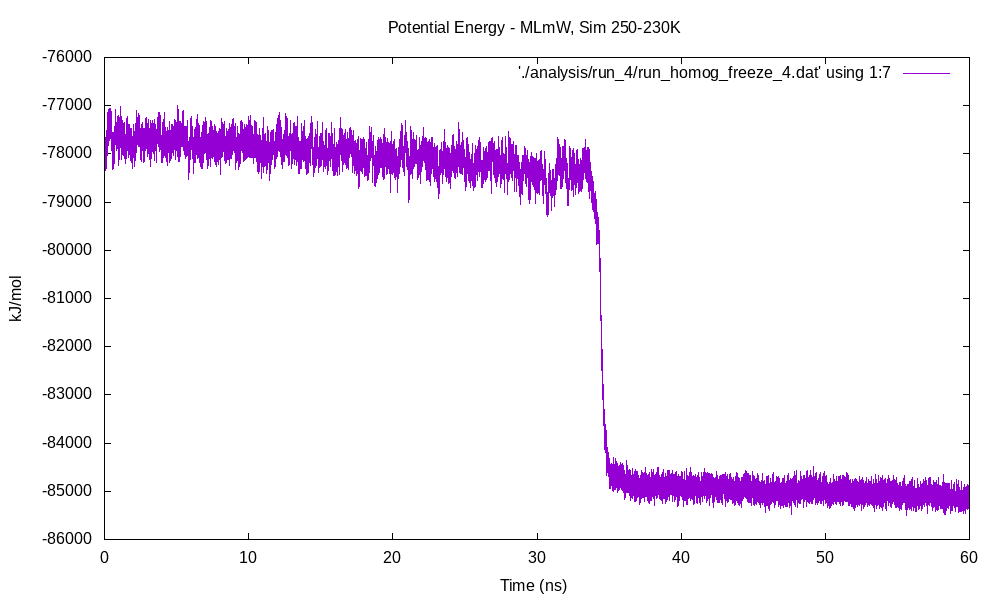 Potential Energy - MLmW, Sim 250-230K
'./analysis/run_4/run_homog_freeze_4.dat' using 1:7
-76000
-77000
-78000
-79000
-80000
-81000
-82000
-83000
-84000
-85000
-86000
kJ/mol
0 10 20 30 40 50 60
Time (ns)